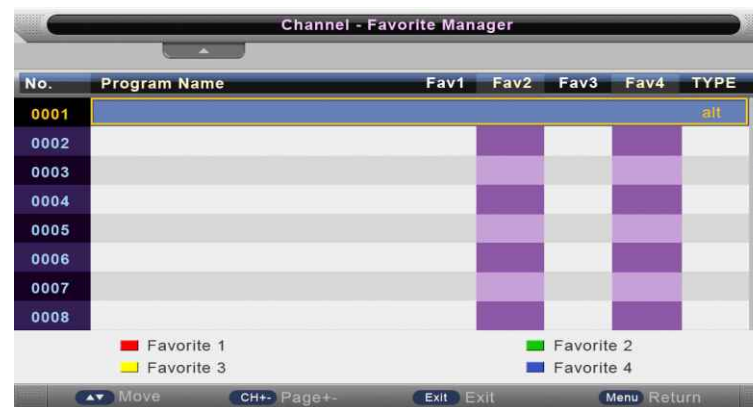 Channel - Favorite Manager
No. Program Name Fav1 Fav2 Fav3 Fav4 TYPE
0001 alt
0002
0003
0004
0005
0006
0007
0008
Favorite 1 Favorite 2
Favorite 3 Favorite 4
▲▼ Move CH+- Page+- Exit Exit Menu Return